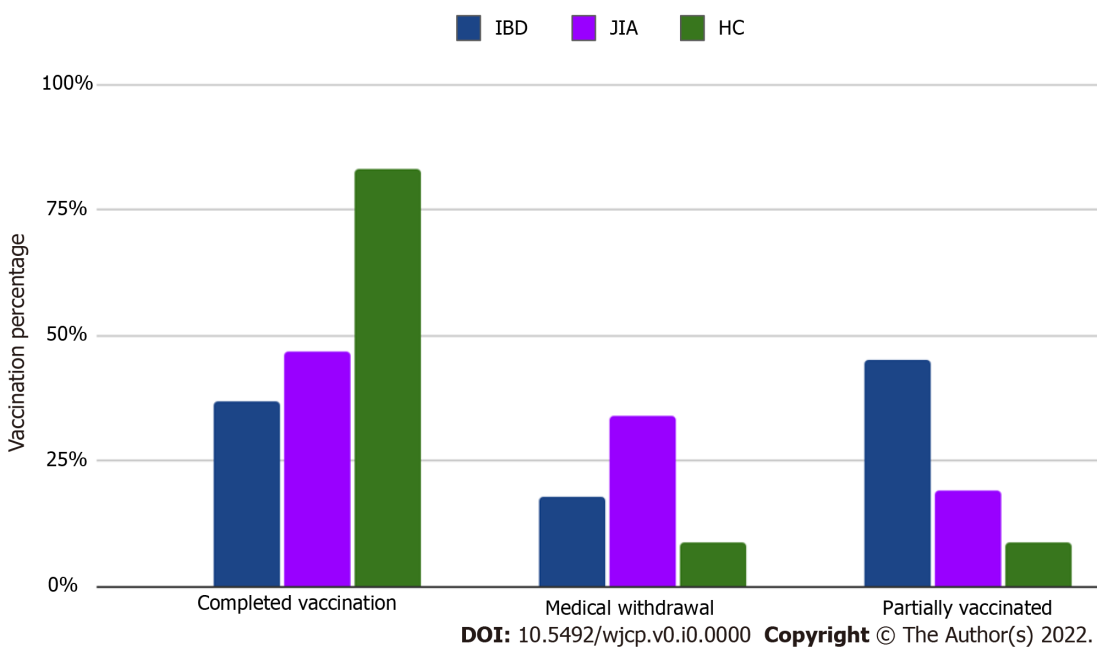 IBD JIA HC
100%
75%
50%
25%
0%
Vaccination percentage
Completed vaccination Medical withdrawal Partially vaccinated
DOI: 10.5492/wjcp.v0.i0.0000 Copyright © The Author(s) 2022.